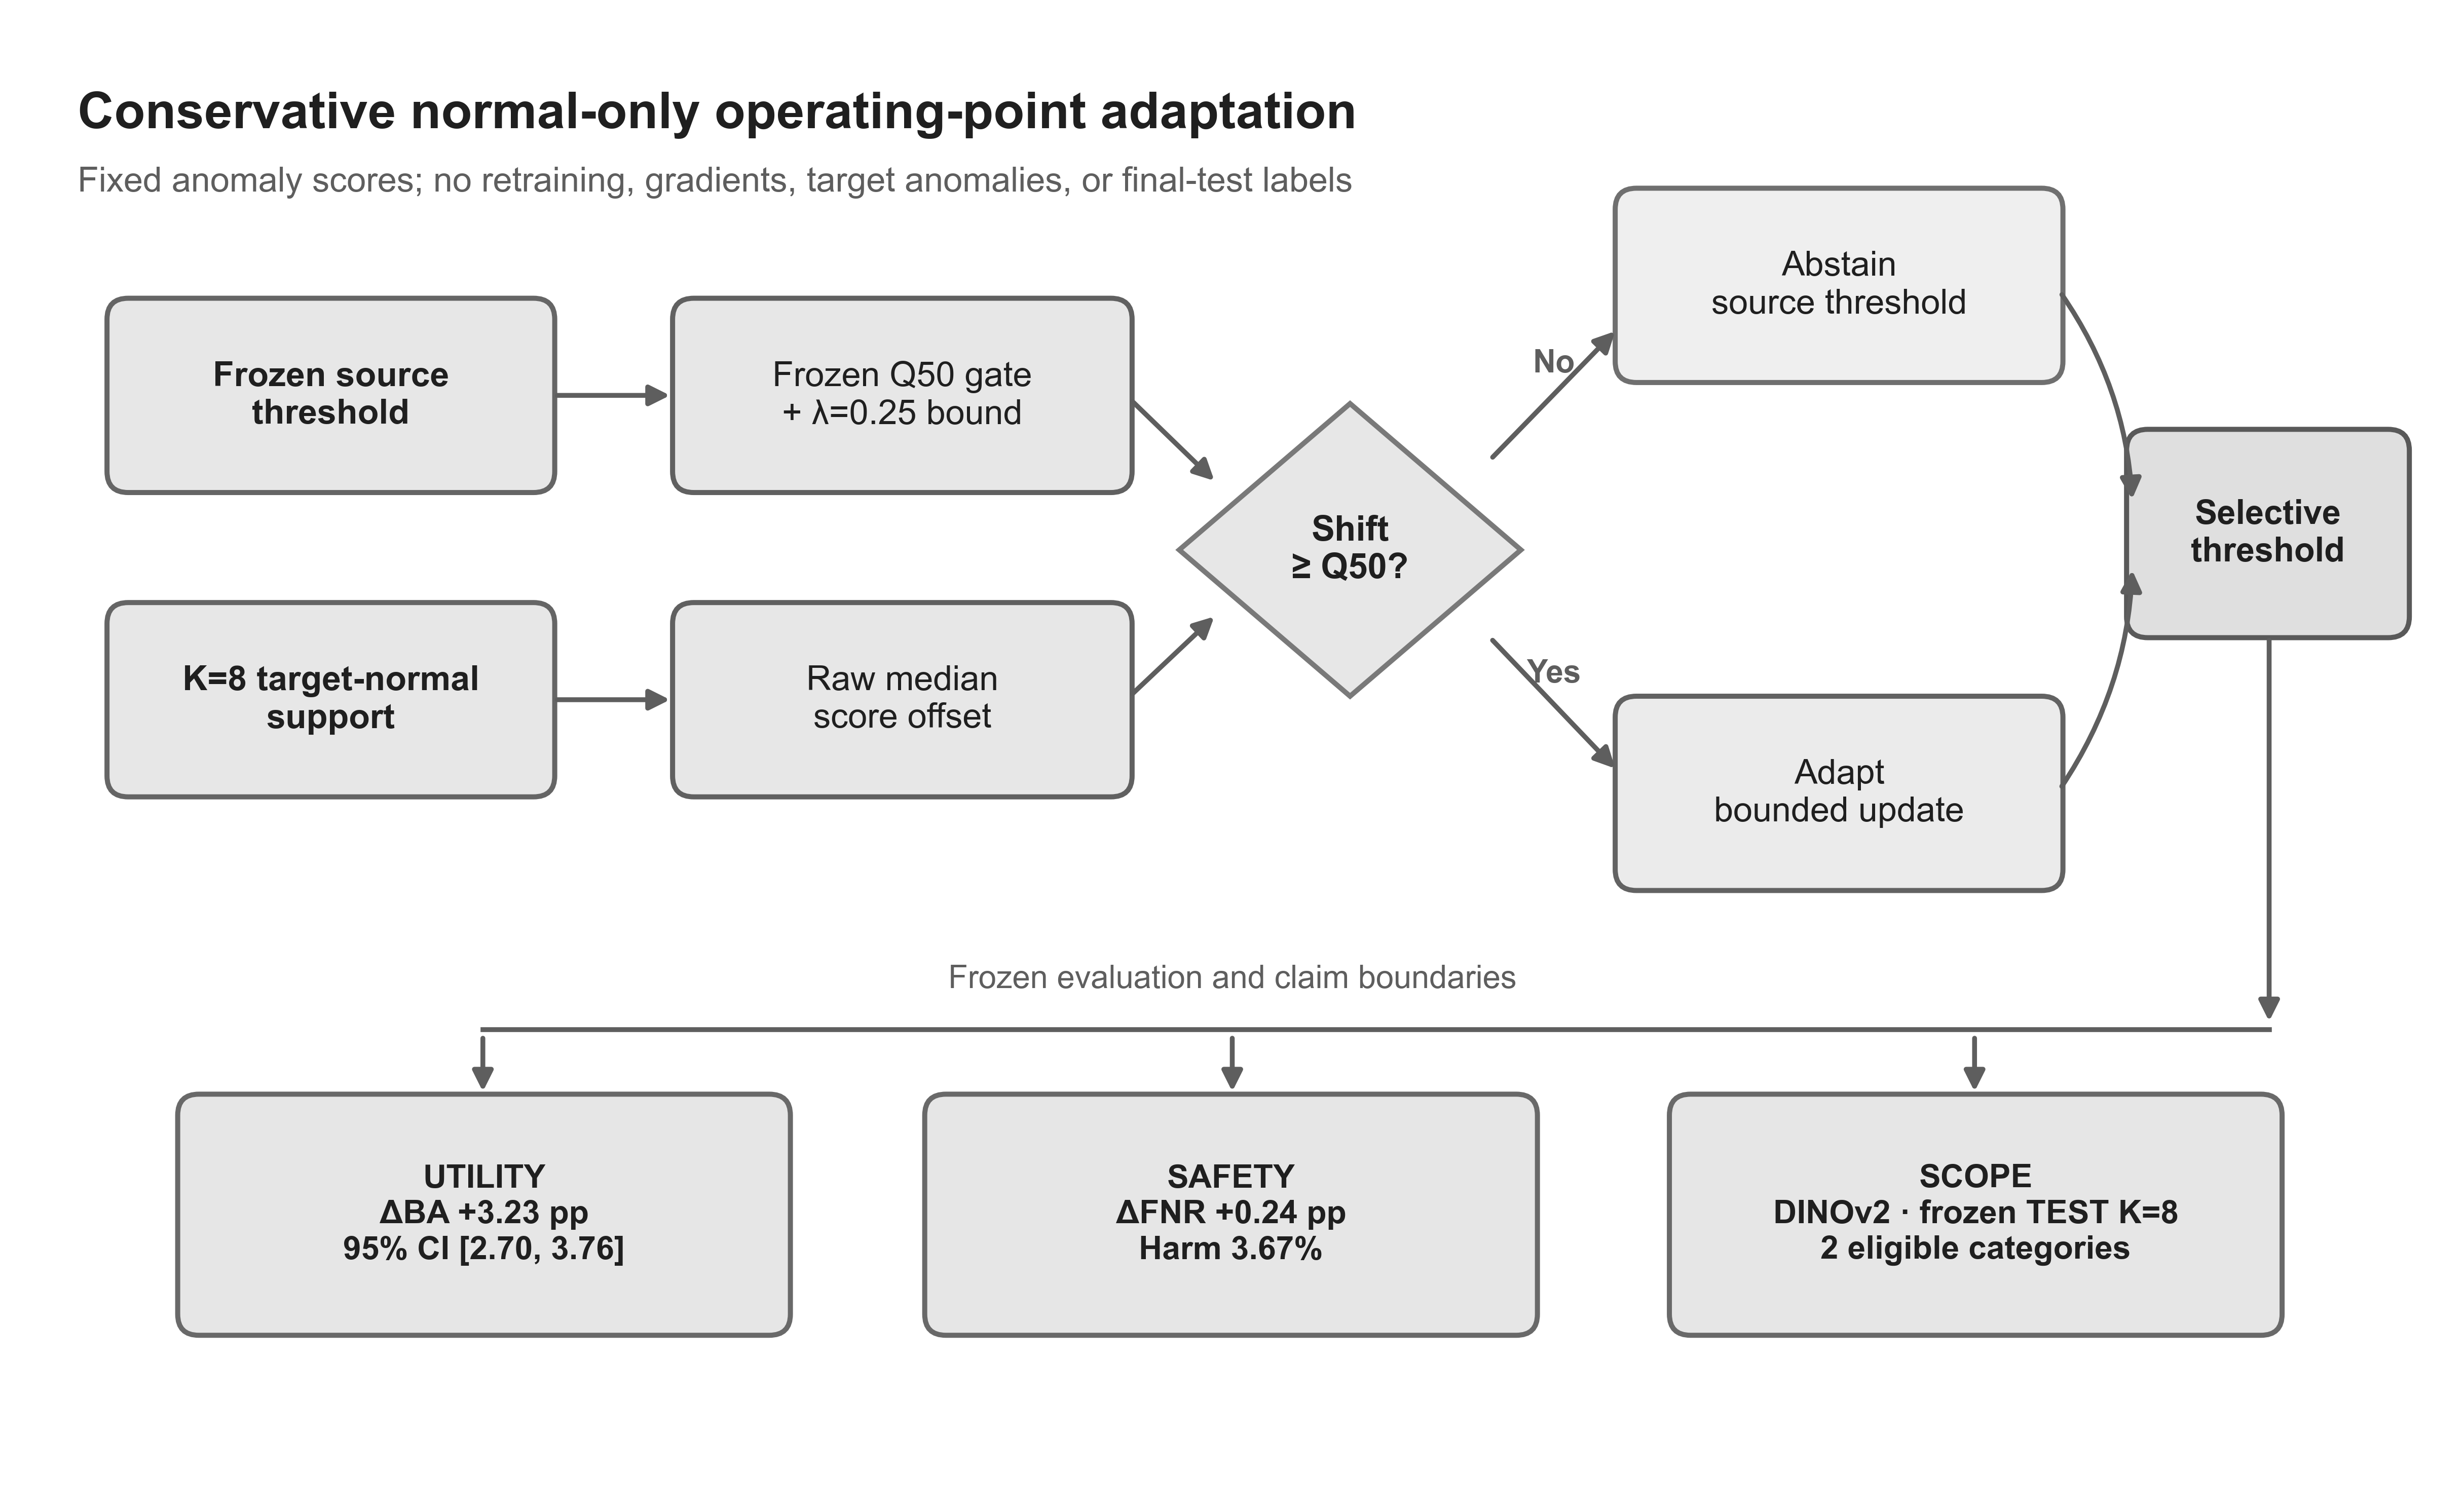 Conservative normal-only operating-point adaptation
Fixed anomaly scores; no retraining, gradients, target anomalies, or final-test labels
Frozen source
threshold
Frozen Q50 gate
+ λ=0.25 bound
K=8 target-normal
support
Raw median
score offset
Shift
≥ Q50?
No
Abstain
source threshold
Yes
Adapt
bounded update
Selective
threshold
Frozen evaluation and claim boundaries
UTILITY
ΔBA +3.23 pp
95% CI [2.70, 3.76]
SAFETY
ΔFNR +0.24 pp
Harm 3.67%
SCOPE
DINOv2 · frozen TEST K=8
2 eligible categories